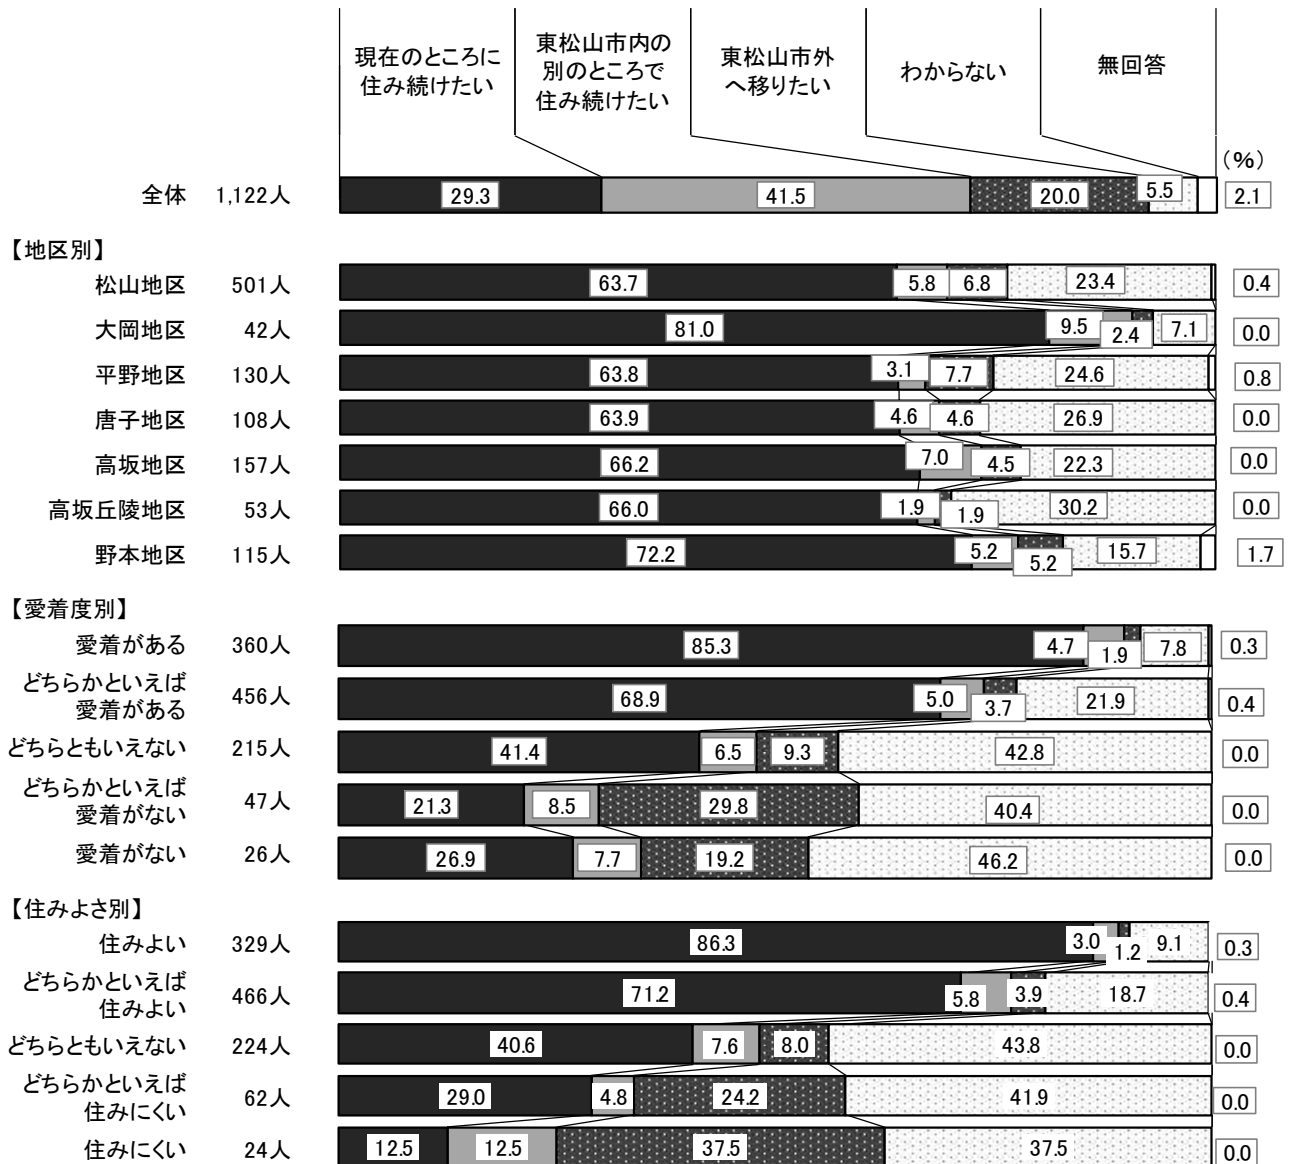 現在のところに
住み続けたい
東松山市内の
別のところで
住み続けたい
東松山市外
へ移りたい
わからない
無回答
(%)
全体 1,122人 29.3 41.5 20.0 5.5 2.1
【地区別】
松山地区 501人 63.7 5.8 6.8 23.4 0.4
大岡地区 42人 81.0 9.5 2.4 7.1 0.0
平野地区 130人 63.8 3.1 7.7 24.6 0.8
唐子地区 108人 63.9 4.6 4.6 26.9 0.0
高坂地区 157人 66.2 7.0 4.5 22.3 0.0
高坂丘陵地区 53人 66.0 1.9 1.9 30.2 0.0
野本地区 115人 72.2 5.2 5.2 15.7 1.7
【愛着度別】
愛着がある 360人 85.3 4.7 1.9 7.8 0.3
どちらかといえば
愛着がある 456人 68.9 5.0 3.7 21.9 0.4
どちらともいえない 215人 41.4 6.5 9.3 42.8 0.0
どちらかといえば
愛着がない 47人 21.3 8.5 29.8 40.4 0.0
愛着がない 26人 26.9 7.7 19.2 46.2 0.0
【住みよさ別】
住みよい 329人 86.3 3.0 1.2 9.1 0.3
どちらかといえば
住みよい 466人 71.2 5.8 3.9 18.7 0.4
どちらともいえない 224人 40.6 7.6 8.0 43.8 0.0
どちらかといえば
住みにくい 62人 29.0 4.8 24.2 41.9 0.0
住みにくい 24人 12.5 12.5 37.5 37.5 0.0